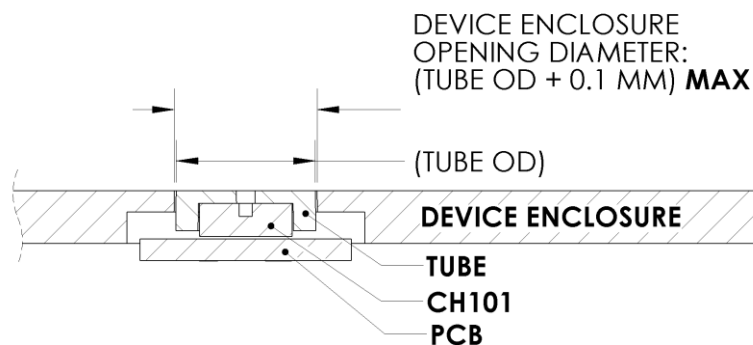 DEVICE ENCLOSURE
OPENING DIAMETER:
(TUBE OD + 0.1 MM) MAX
(TUBE OD)
DEVICE ENCLOSURE
TUBE
CH101
PCB